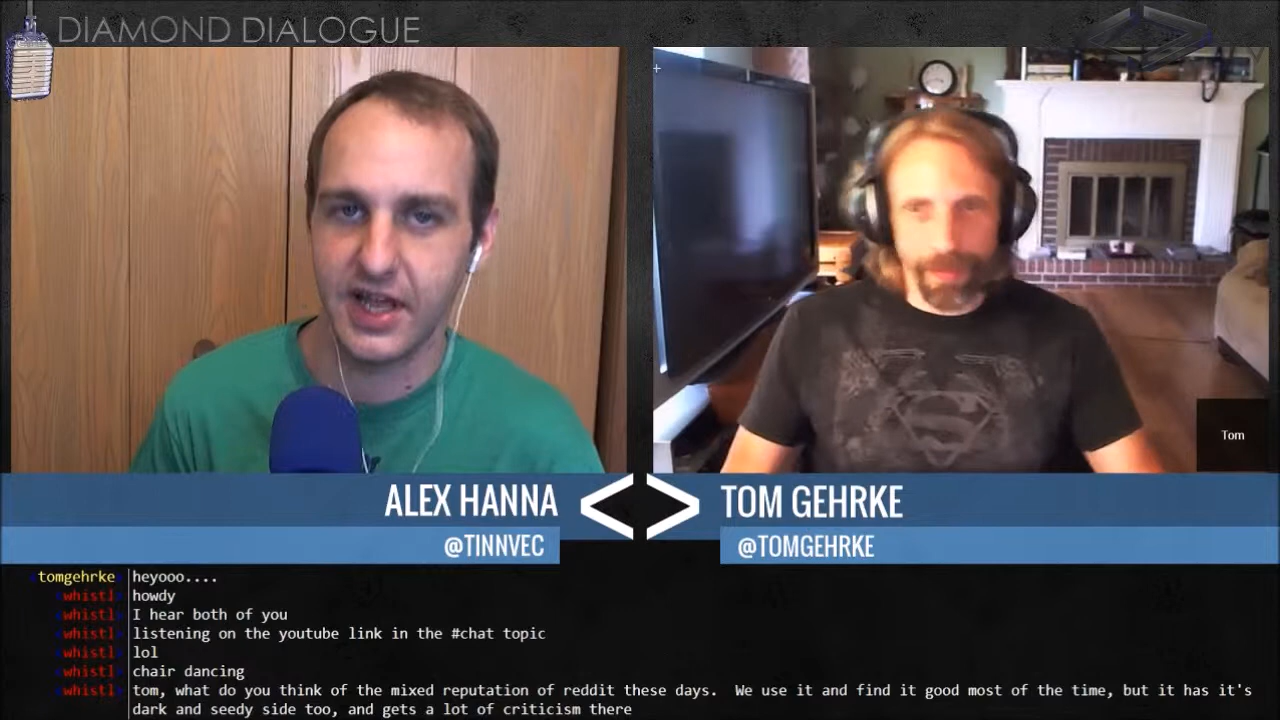 DIAMOND DIALOGUE
Tom
ALEX HANNA
TOM GEHRKE
@TINNVEC
@TOMGEHRKE
tomgehrke heyooo....
whistl howdy
whistl I hear both of you
whistl listening on the youtube link in the #chat topic
whistl lol
whistl chair dancing
whistl tom, what do you think of the mixed reputation of reddit these days.  We use it and find it good most of the time, but it has it's
dark and seedy side too, and gets a lot of criticism there